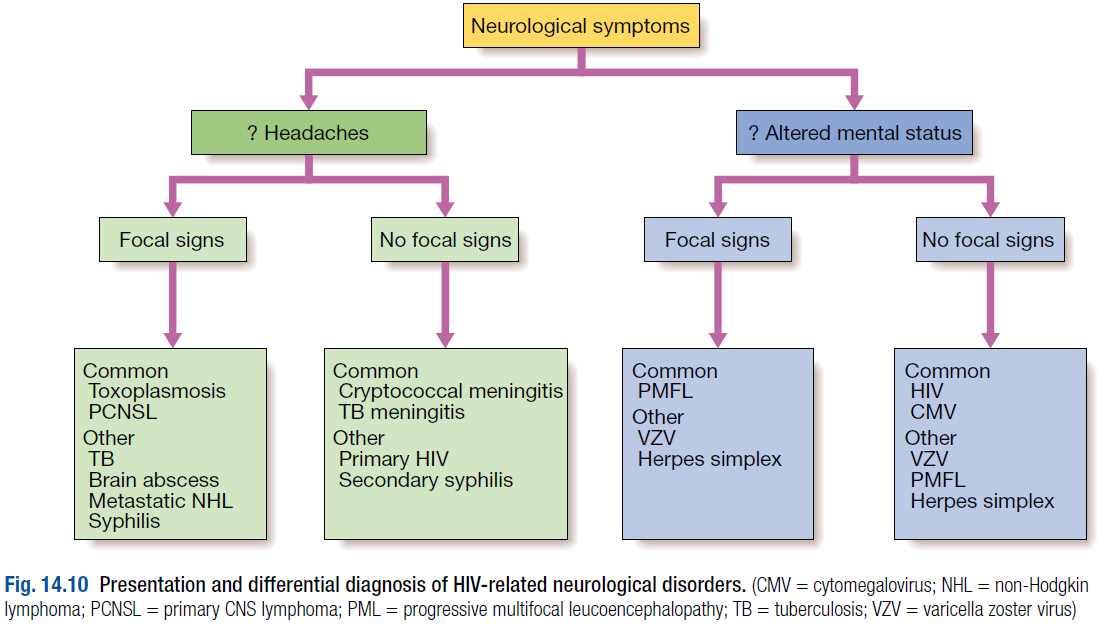 Neurological symptoms
? Headaches
? Altered mental status
Focal signs
No focal signs
Focal signs
No focal signs
Common
Toxoplasmosis
PCNSL
Other
TB
Brain abscess
Metastatic NHL
Syphilis
Common
Cryptococcal meningitis
TB meningitis
Other
Primary HIV
Secondary syphilis
Common
PMFL
Other
VZV
Herpes simplex
Common
HIV
CMV
Other
VZV
PMFL
Herpes simplex
Fig. 14.10 Presentation and differential diagnosis of HIV-related neurological disorders. (CMV = cytomegalovirus; NHL = non-Hodgkin
lymphoma; PCNSL = primary CNS lymphoma; PML = progressive multifocal leucoencephalopathy; TB = tuberculosis; VZV = varicella zoster virus)